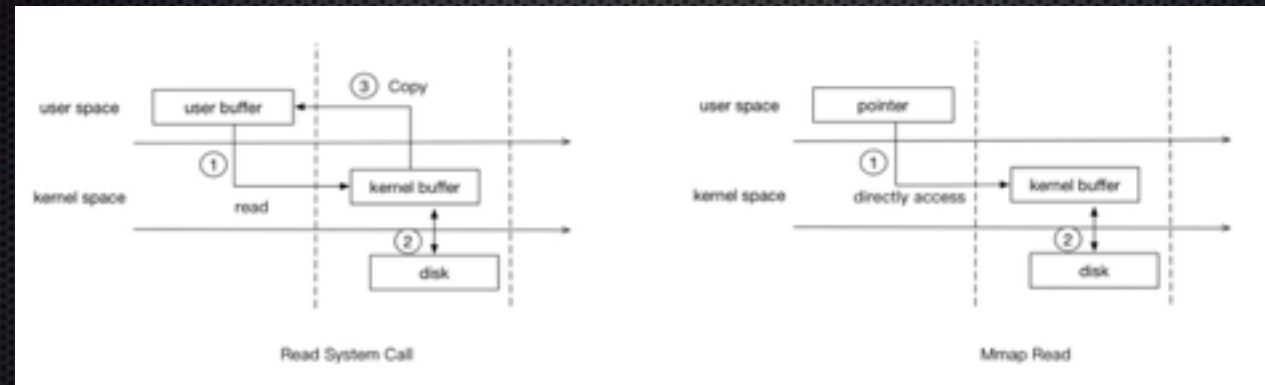 ③ Copy
user space
user buffer
①
read
kernel space
kernel buffer
②
disk
Read System Call
user space
pointer
①
directly access
kernel space
kernel buffer
②
disk
Mmap Read